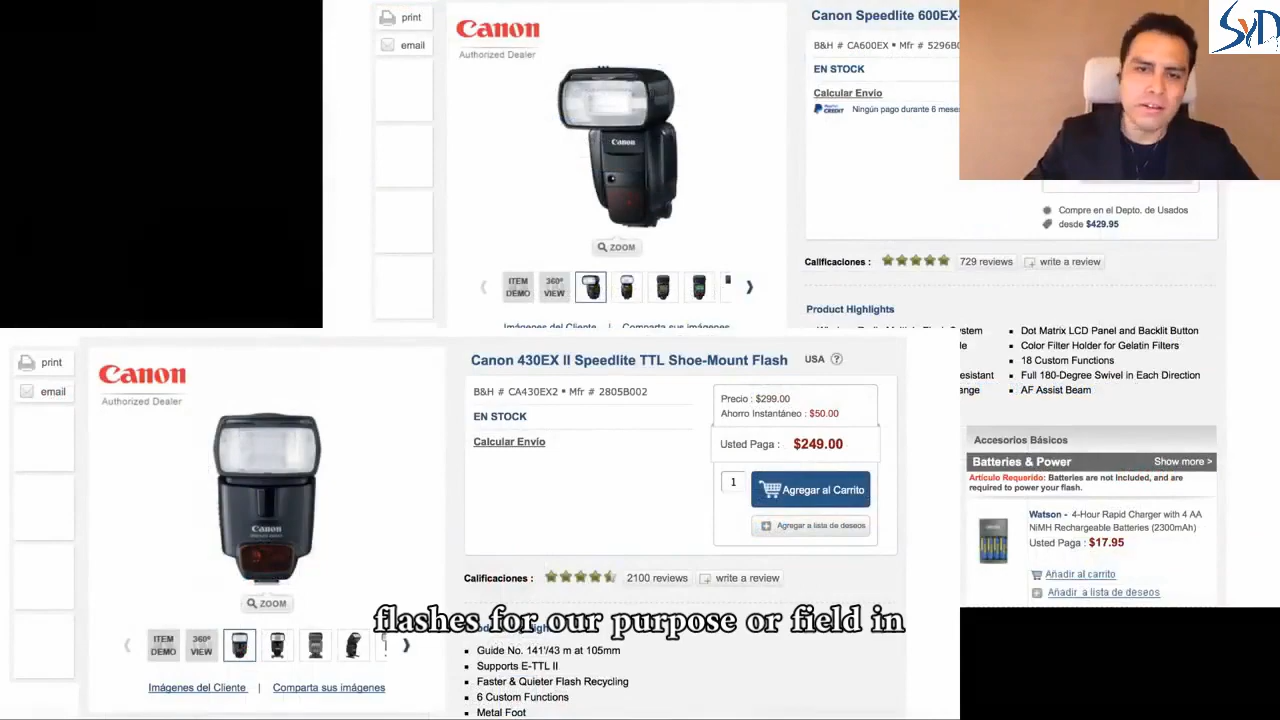 print
email
Canon
Authorized Dealer
ZOOM
ITEM DEMO
360º VIEW
Imágenes del Cliente | Comparta sus imágenes
Canon Speedlite 600EX-
B&H # CA600EX • Mfr # 5296B0
EN STOCK
Calcular Envio
PayPal CREDIT Ningún pago durante 6 mese
SyD
Compre en el Depto. de Usados
desde $429.95
Calificaciones : 729 reviews write a review
Product Highlights
System
Dot Matrix LCD Panel and Backlit Button
Color Filter Holder for Gelatin Filters
18 Custom Functions
Full 180-Degree Swivel in Each Direction
AF Assist Beam
Accesorios Básicos
Batteries & Power Show more >
Artículo Requerido: Batteries are not included, and are
required to power your flash.
Watson - 4-Hour Rapid Charger with 4 AA
NiMH Rechargeable Batteries (2300mAh)
Usted Paga : $17.95
Añadir al carrito
Añadir a lista de deseos
print
email
Canon
Authorized Dealer
Canon
ZOOM
ITEM DEMO
360º VIEW
Imágenes del Cliente | Comparta sus imágenes
Canon 430EX II Speedlite TTL Shoe-Mount Flash USA ?
B&H # CA430EX2 • Mfr # 2805B002
EN STOCK
Calcular Envio
Precio : $299.00
Ahorro Instantáneo : $50.00
Usted Paga : $249.00
1 Agregar al Carrito
Agregar a lista de deseos
Calificaciones : 2100 reviews write a review
flashes for our purpose or field in
Guide No. 141'/43 m at 105mm
Supports E-TTL II
Faster & Quieter Flash Recycling
6 Custom Functions
Metal Foot